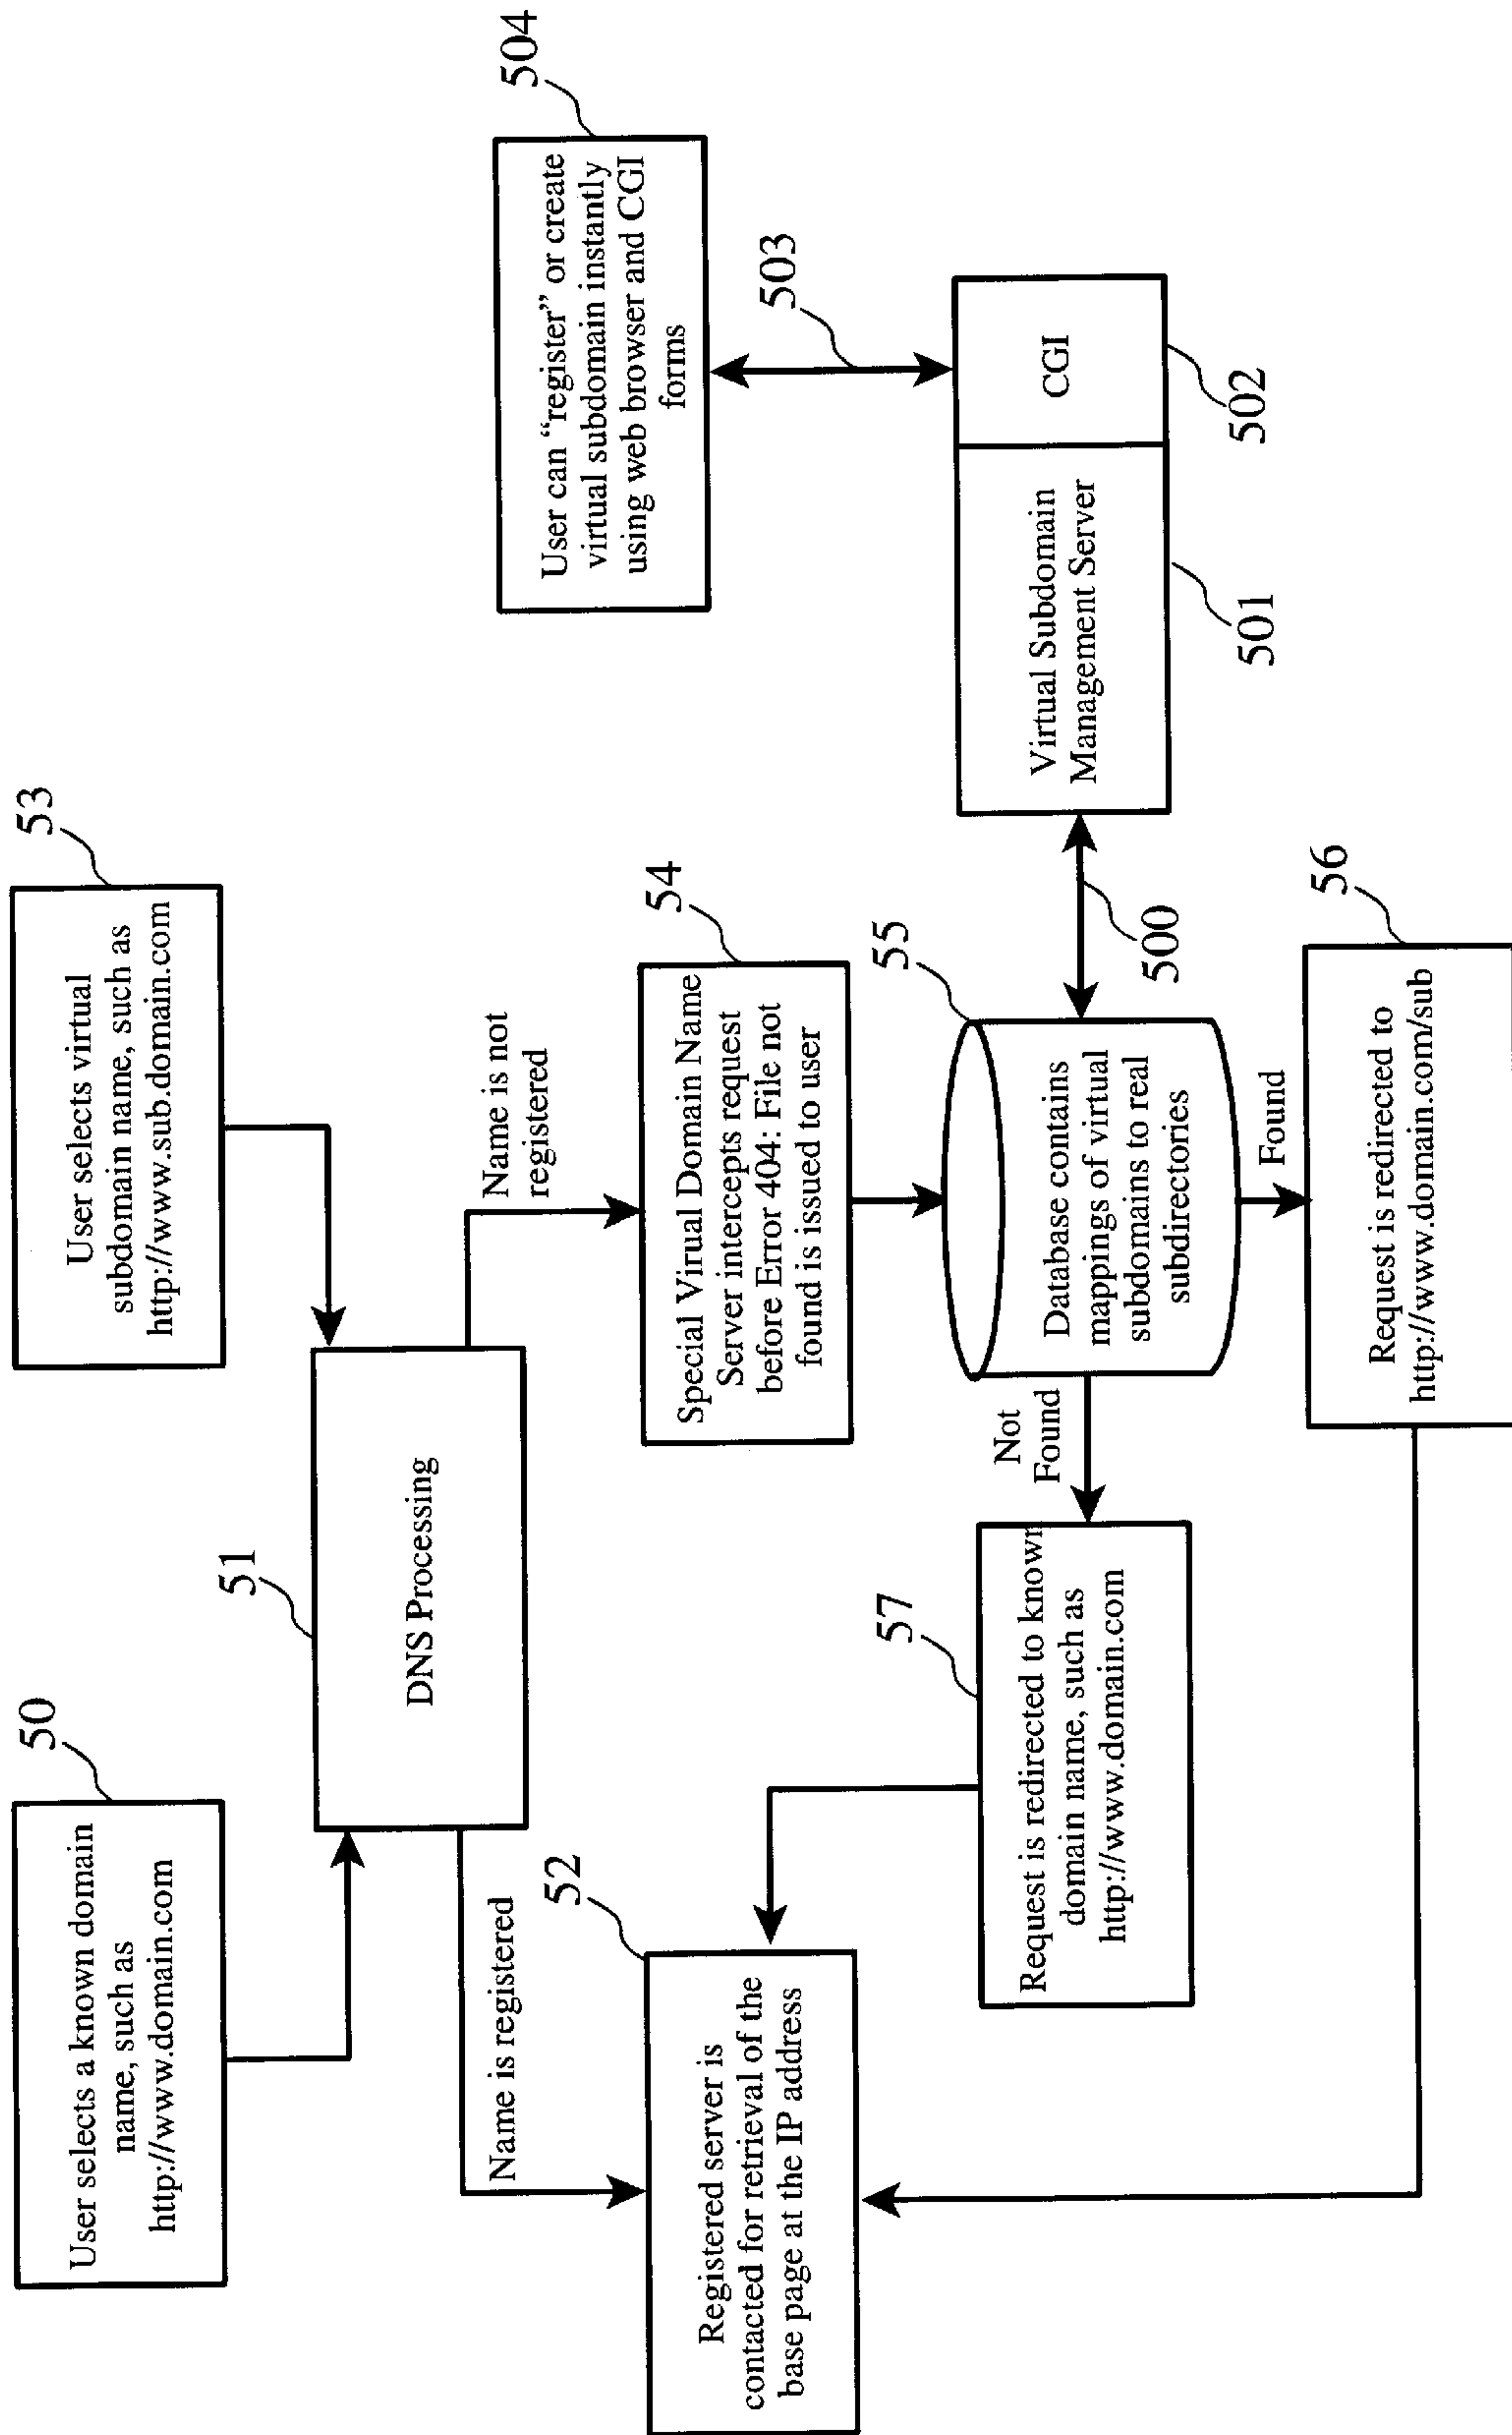 50
User selects a known domain
name, such as
http://www.domain.com
53
User selects virtual
subdomain name, such as
http://www.sub.domain.com
51
DNS Processing
Name is registered
Name is not
registered
52
Registered server is
contacted for retrieval of the
base page at the IP address
54
Special Virual Domain Name
Server intercepts request
before Error 404: File not
found is issued to user
504
User can “register” or create
virtual subdomain instantly
using web browser and CGI
forms
503
57
Request is redirected to known
domain name, such as
http://www.domain.com
Not
Found
55
Database contains
mappings of virtual
subdomains to real
subdirectories
500
Virtual Subdomain
Management Server
501
CGI
502
Found
56
Request is redirected to
http://www.domain.com/sub